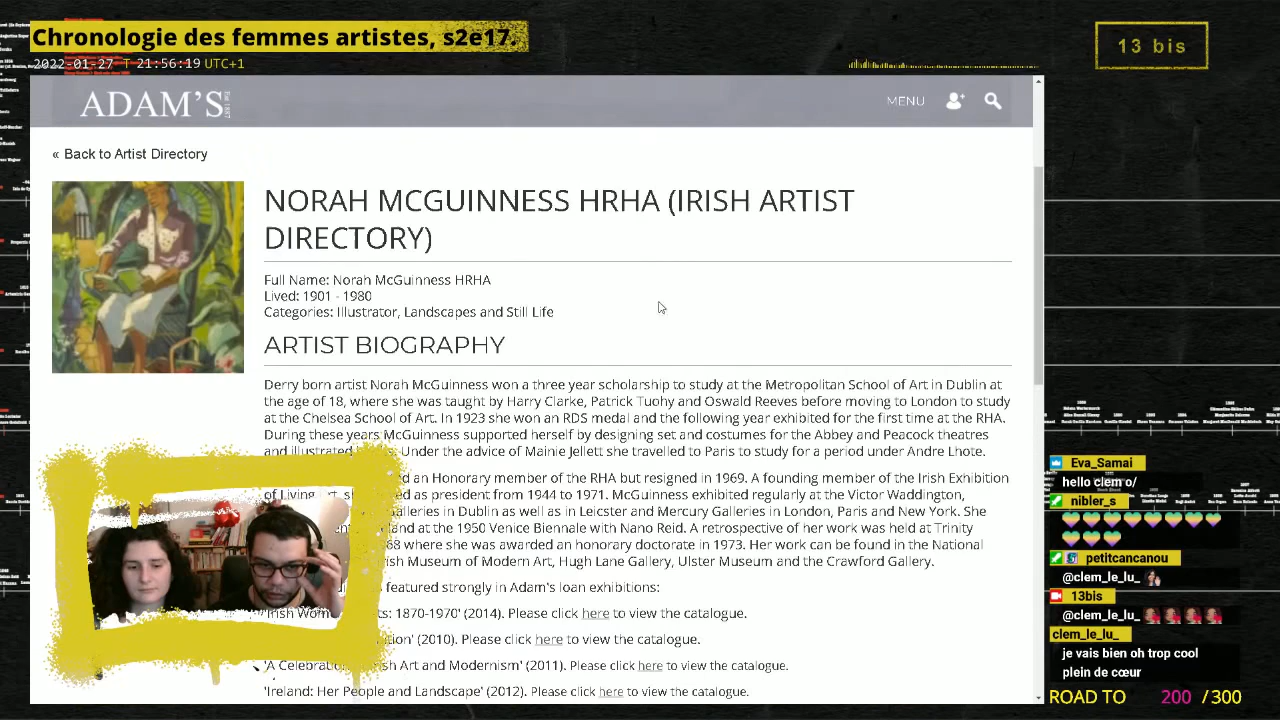 Chronologie des femmes artistes, s2e17.
2022-01-27 T 21:56:19 UTC+1
13 bis
ADAM'S
MENU
« Back to Artist Directory
NORAH MCGUINNESS HRHA (IRISH ARTIST
DIRECTORY)
Full Name: Norah McGuinness HRHA
Lived: 1901 - 1980
Categories: Illustrator, Landscapes and Still Life
ARTIST BIOGRAPHY
Derry born artist Norah McGuinness won a three year scholarship to study at the Metropolitan School of Art in Dublin at
the age of 18, where she was taught by Harry Clarke, Patrick Tuohy and Oswald Reeves before moving to London to study
at the Chelsea School of Art. In 1923 she won an RDS medal and the following year exhibited for the first time at the RHA.
During these years McGuinness supported herself by designing set and costumes for the Abbey and Peacock theatres
and illustrated Under the advice of Mainie Jellett she travelled to Paris to study for a period under Andre Lhote.
d an Honorary member of the RHA but resigned in 1969. A founding member of the Irish Exhibition
of Living as president from 1944 to 1971. McGuinness exhibited regularly at the Victor Waddington,
in Dublin as well as in Leicster and Mercury Galleries in London, Paris and New York. She
at the 1950 Venice Biennale with Nano Reid. A retrospective of her work was held at Trinity
68 where she was awarded an honorary doctorate in 1973. Her work can be found in the National
Museum of Modern Art, Hugh Lane Gallery, Ulster Museum and the Crawford Gallery.
featured strongly in Adam's loan exhibitions:
'Irish 1870-1970' (2014). Please click here to view the catalogue.
(2010). Please click here to view the catalogue.
'A Art and Modernism' (2011). Please click here to view the catalogue.
'Ireland: Her People and Landscape' (2012). Please click here to view the catalogue.
Eva_Samai
hello clem o/
nibler_s
petitcancanou
@clem_le_lu_
13bis
@clem_le_lu_
clem_le_lu_
je vais bien oh trop cool
plein de cœur
ROAD TO 200 /300